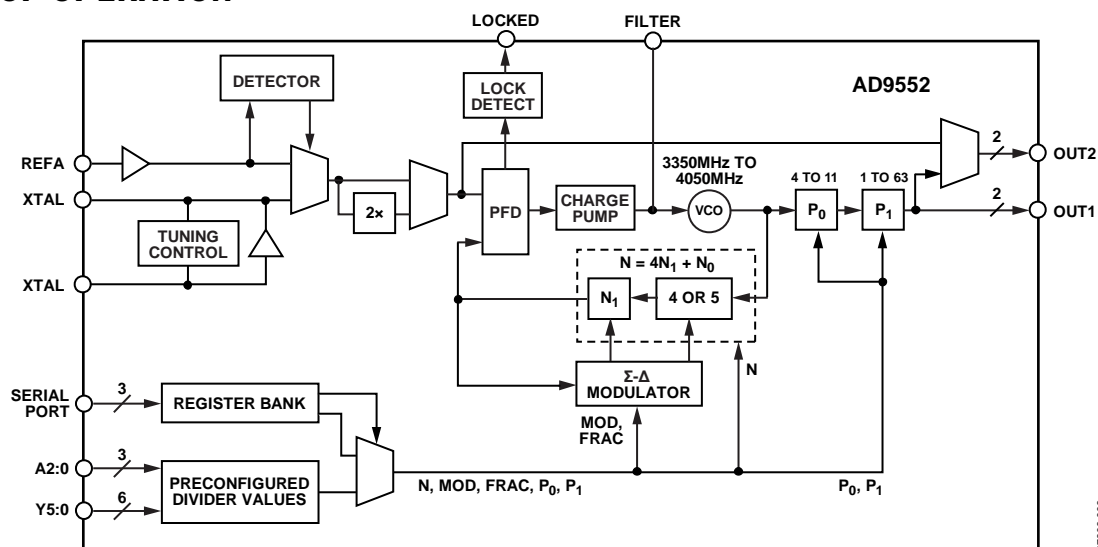 LOCKED
FILTER
DETECTOR
LOCK
DETECT
AD9552
REFA
XTAL
2×
TUNING
CONTROL
XTAL
PFD
CHARGE
PUMP
3350MHz TO
4050MHz
VCO
4 TO 11
P0
1 TO 63
P1
2
OUT2
2
OUT1
N = 4N1 + N0
N1
4 OR 5
Σ-Δ
MODULATOR
N
MOD,
FRAC
SERIAL
PORT
3
REGISTER BANK
A2:0
3
Y5:0
6
PRECONFIGURED
DIVIDER VALUES
N, MOD, FRAC, P0, P1
P0, P1